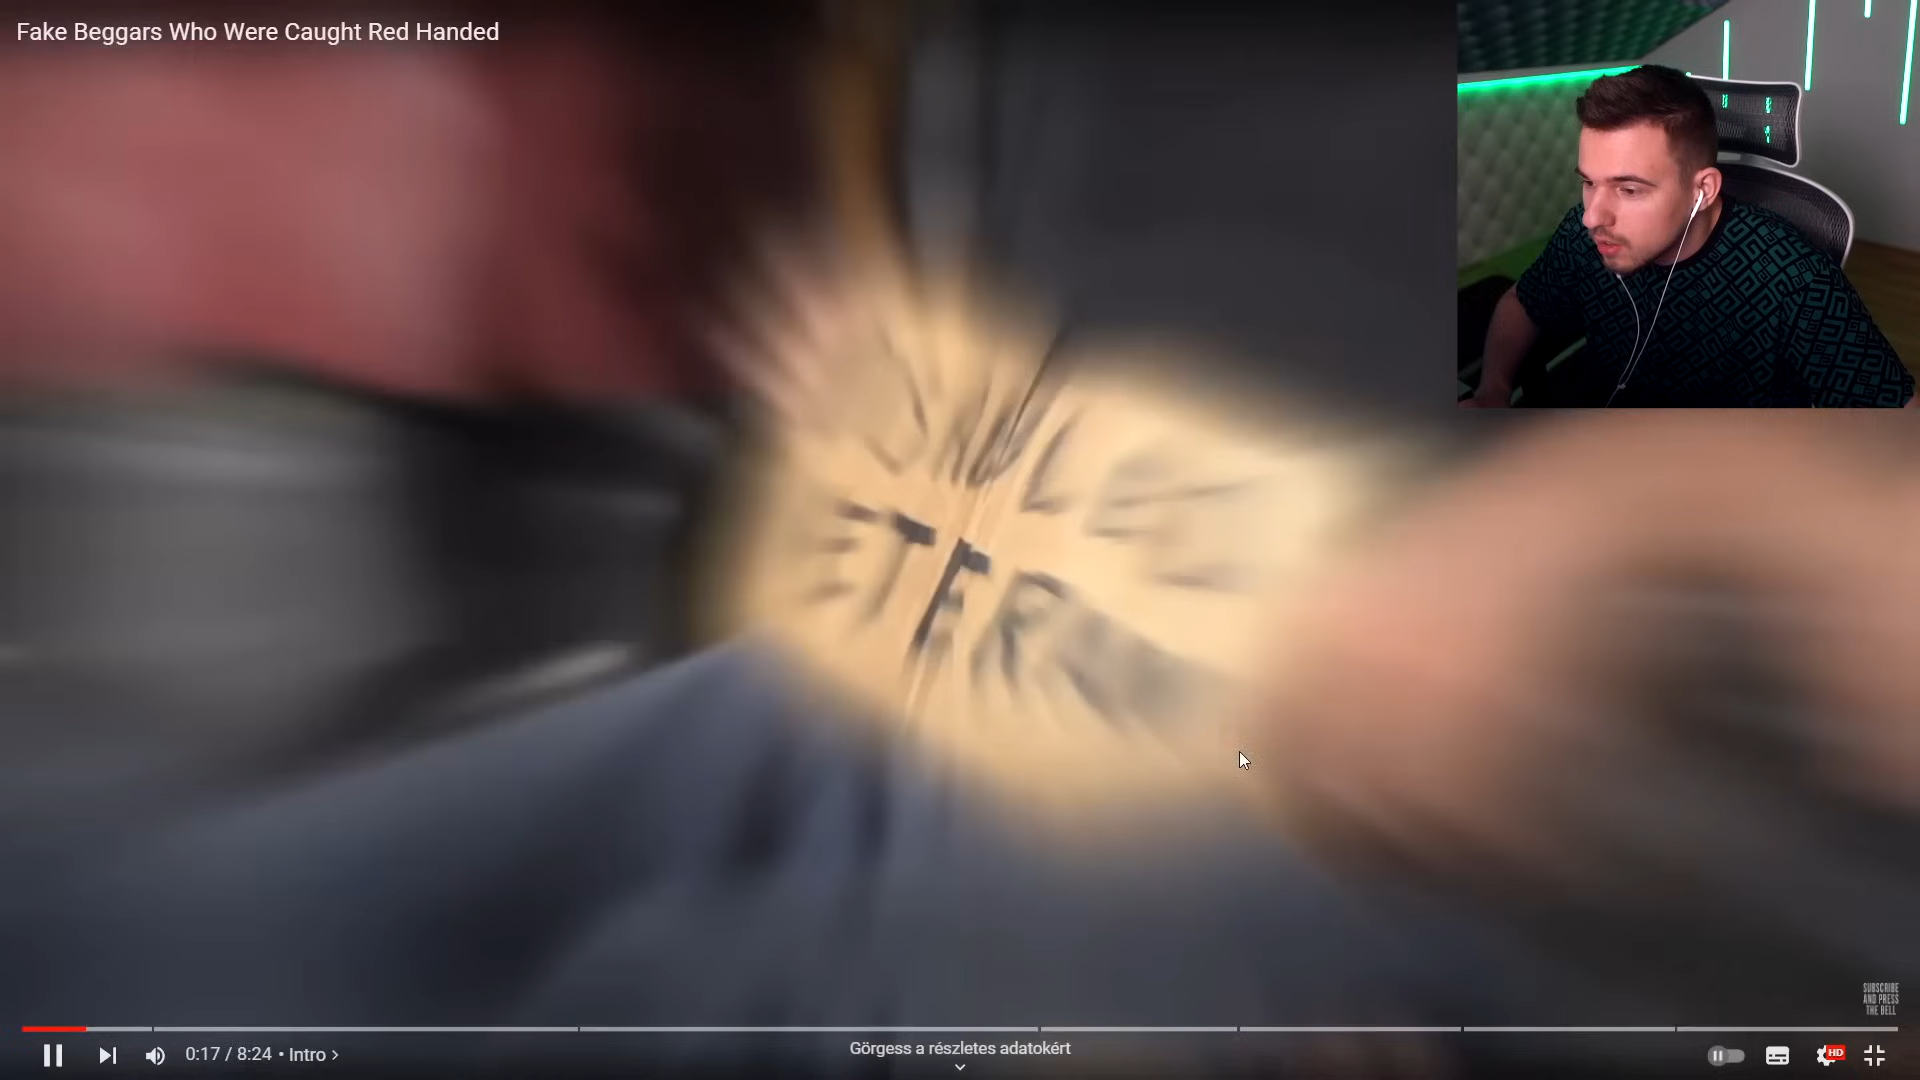 Fake Beggars Who Were Caught Red Handed
SUBSCRIBE
AND PRESS
THE BELL
0:17 / 8:24 • Intro
Görgess a részletes adatokért
HD